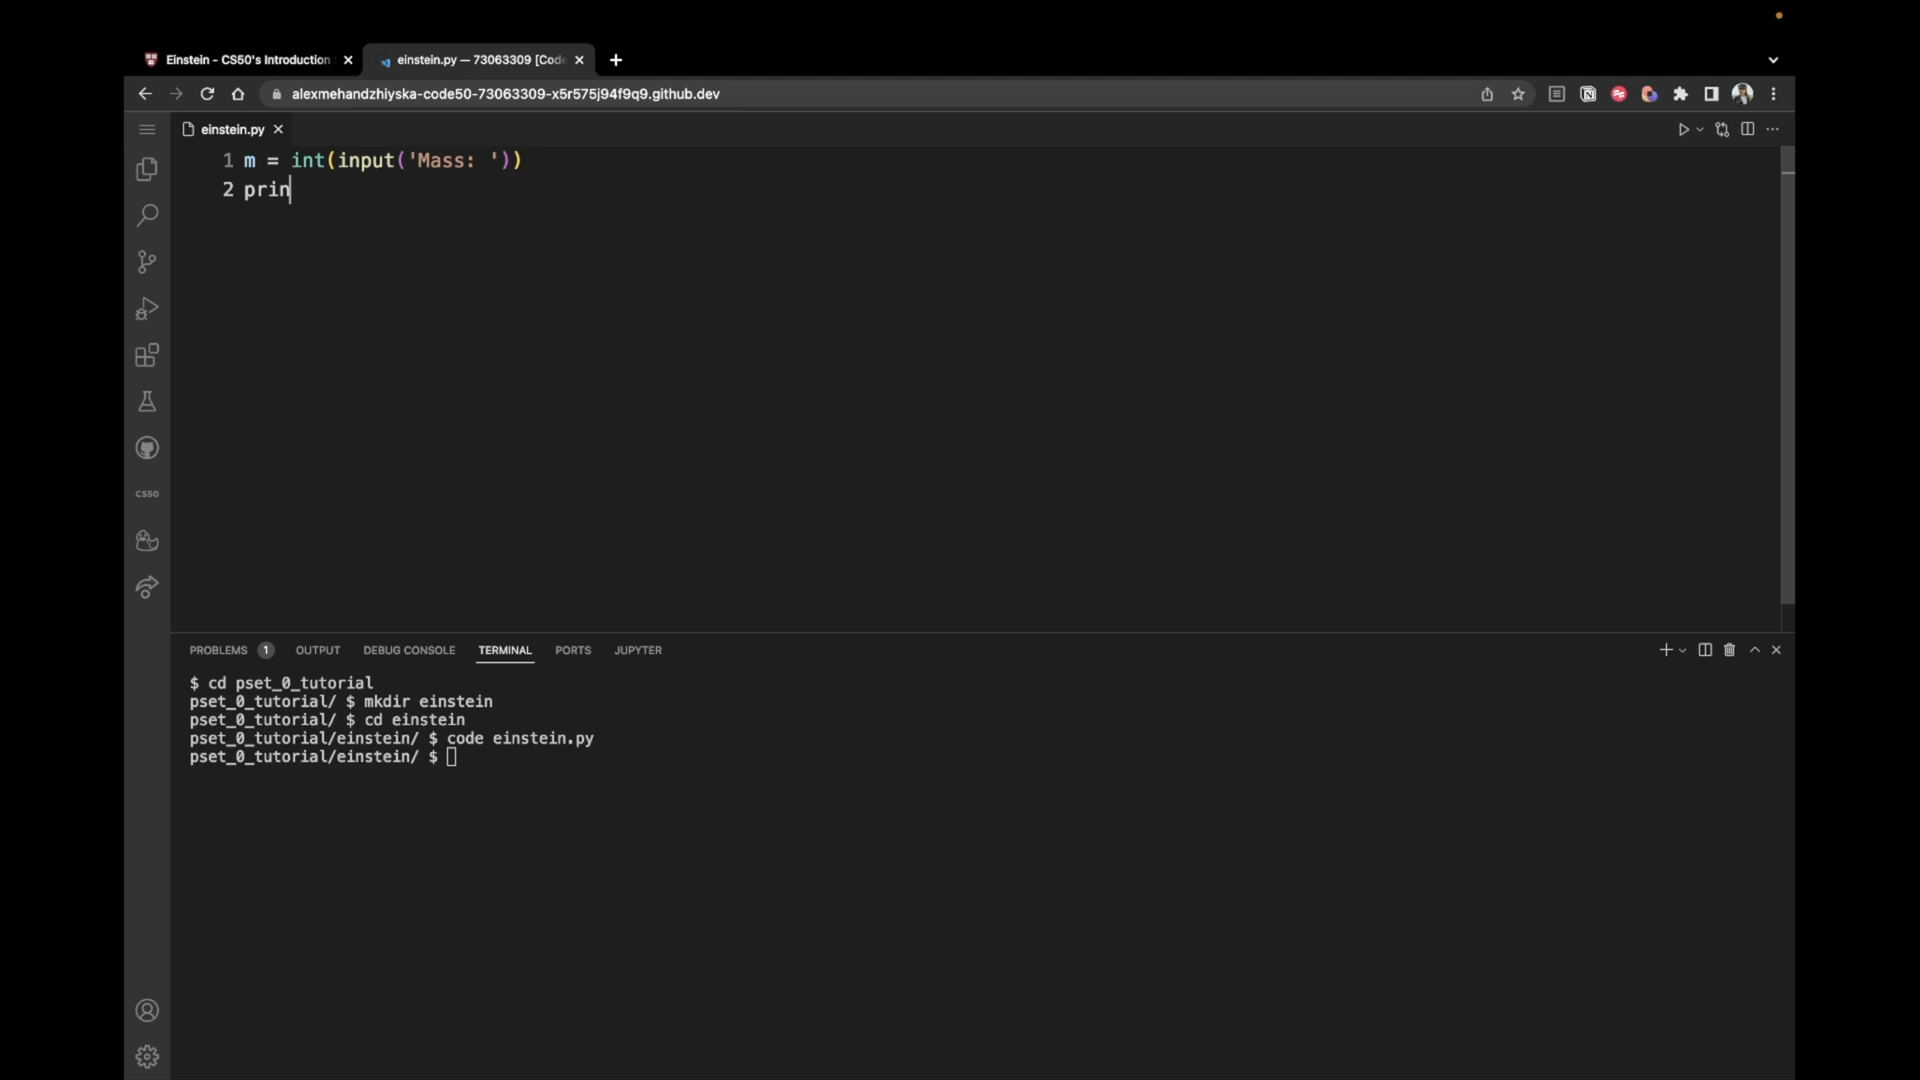 Einstein - CS50's Introduction
einstein.py — 73063309 [Code
alexmehandzhiyska-code50-73063309-x5r575j94f9q9.github.dev
einstein.py
1 m = int(input('Mass: '))
2 prin
CS50
PROBLEMS 1 OUTPUT DEBUG CONSOLE TERMINAL PORTS JUPYTER
$ cd pset_0_tutorial
pset_0_tutorial/ $ mkdir einstein
pset_0_tutorial/ $ cd einstein
pset_0_tutorial/einstein/ $ code einstein.py
pset_0_tutorial/einstein/ $